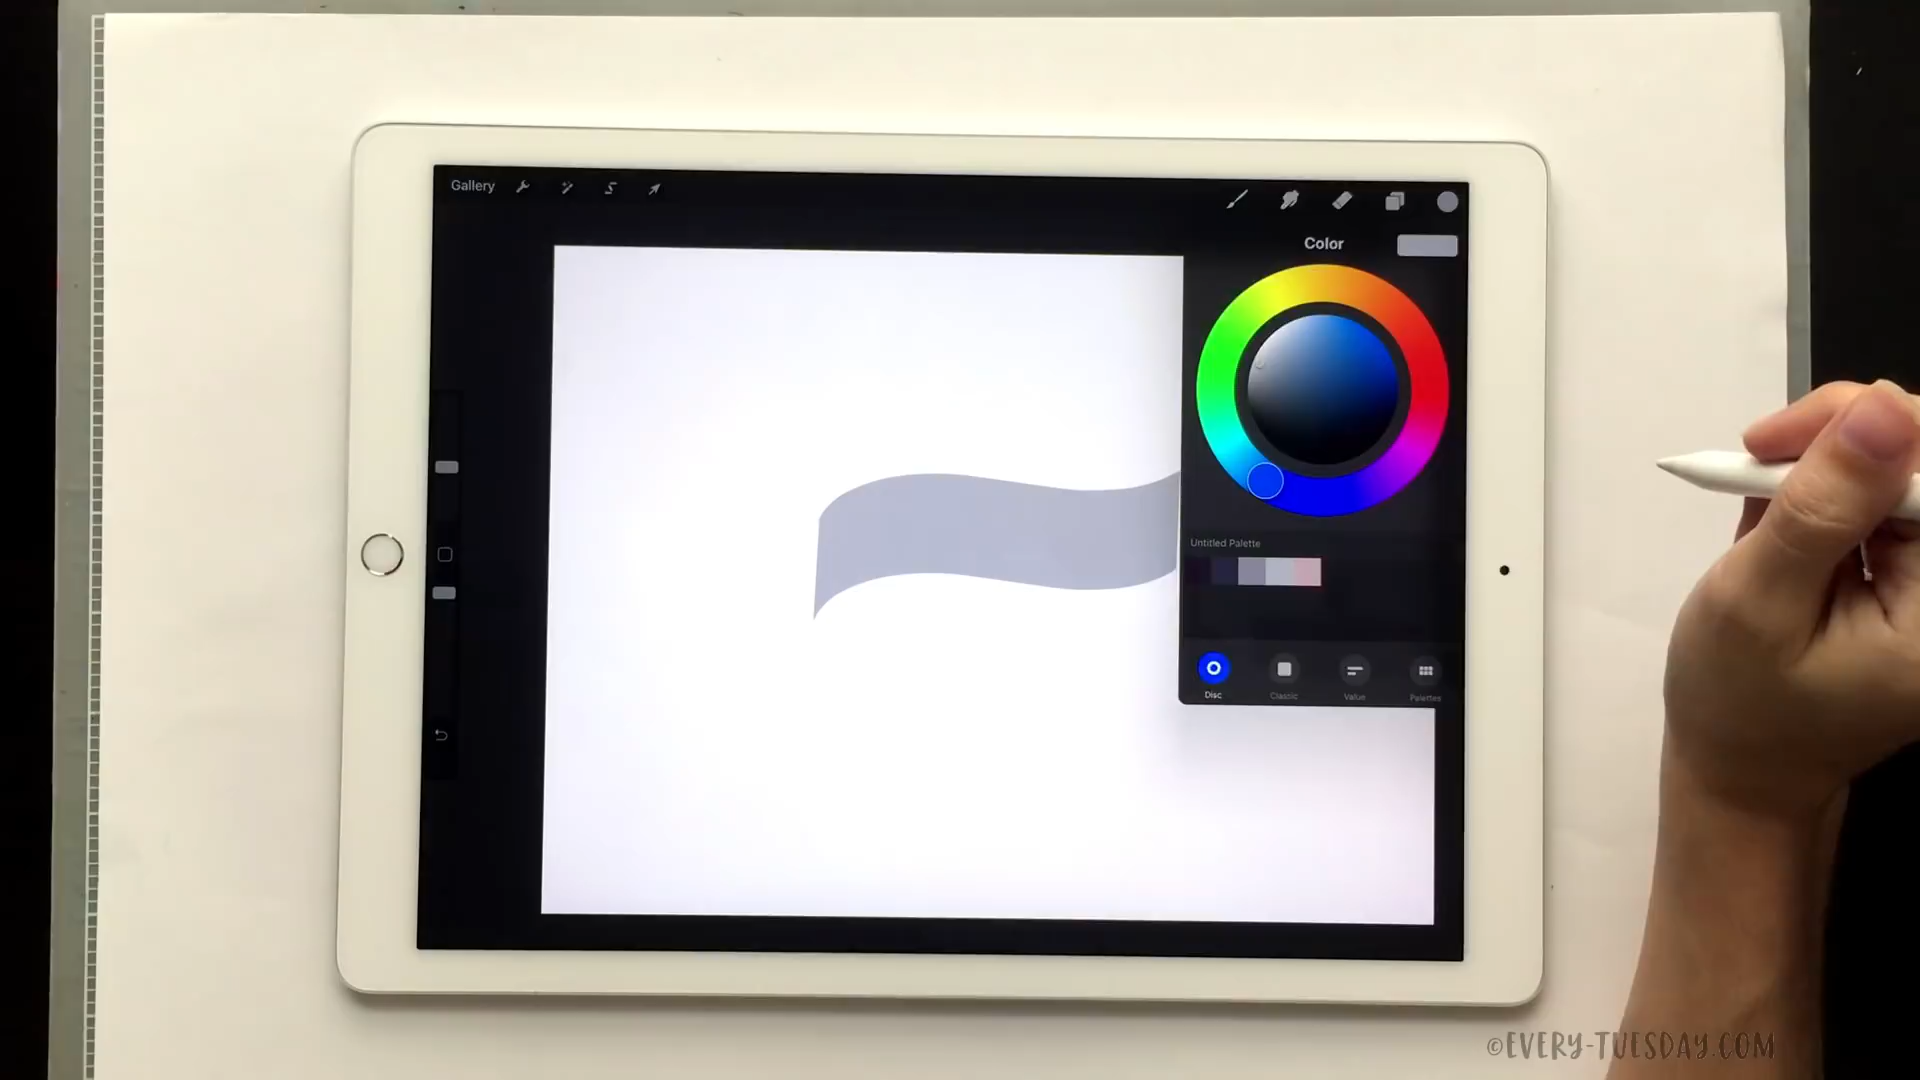 Gallery
Color
Untitled Palette
Disc
Classic
Value
Palettes
©EVERY-TUESDAY.COM